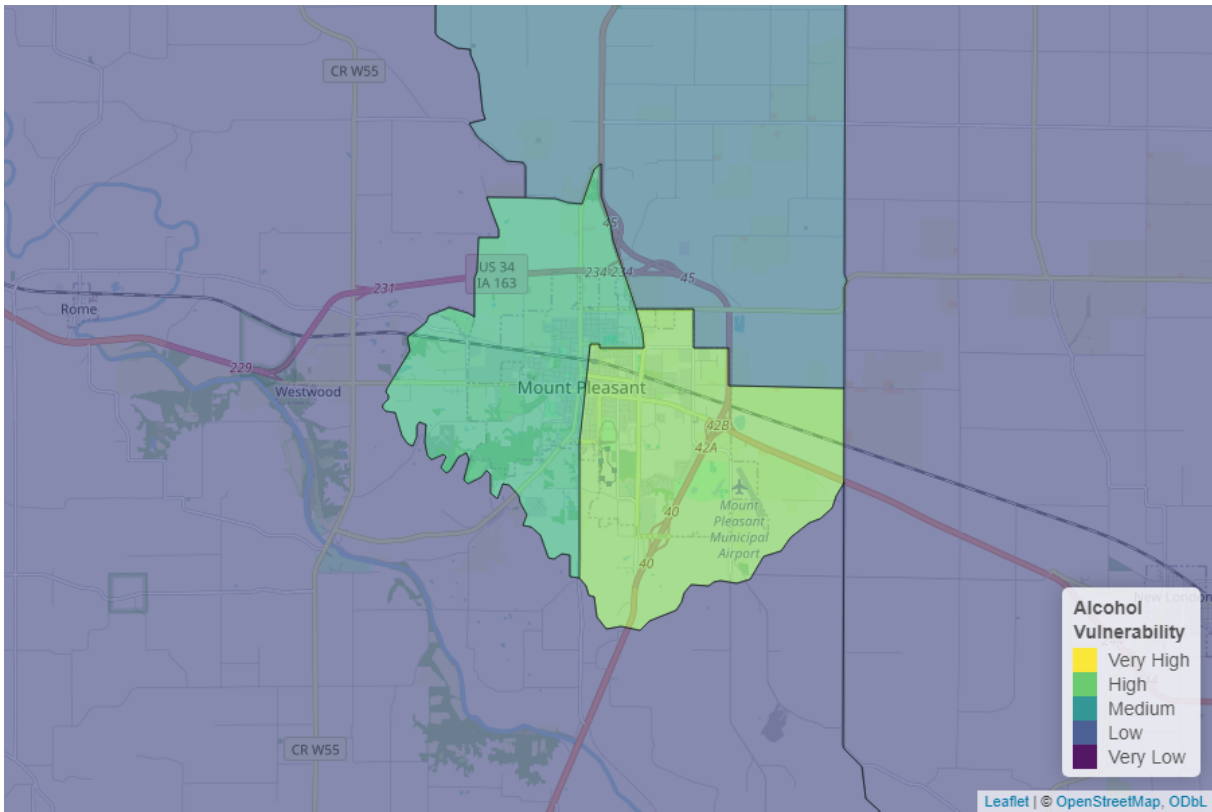 CR W55
45
US 34
IA 163
234 234
45
231
Rome
229
Westwood
Mount Pleasant
42B
42A
40
Mount
Pleasant
Municipal
Airport
40
New London
CR W55
Alcohol
Vulnerability
Very High
High
Medium
Low
Very Low
Leaflet | © OpenStreetMap, ODbL